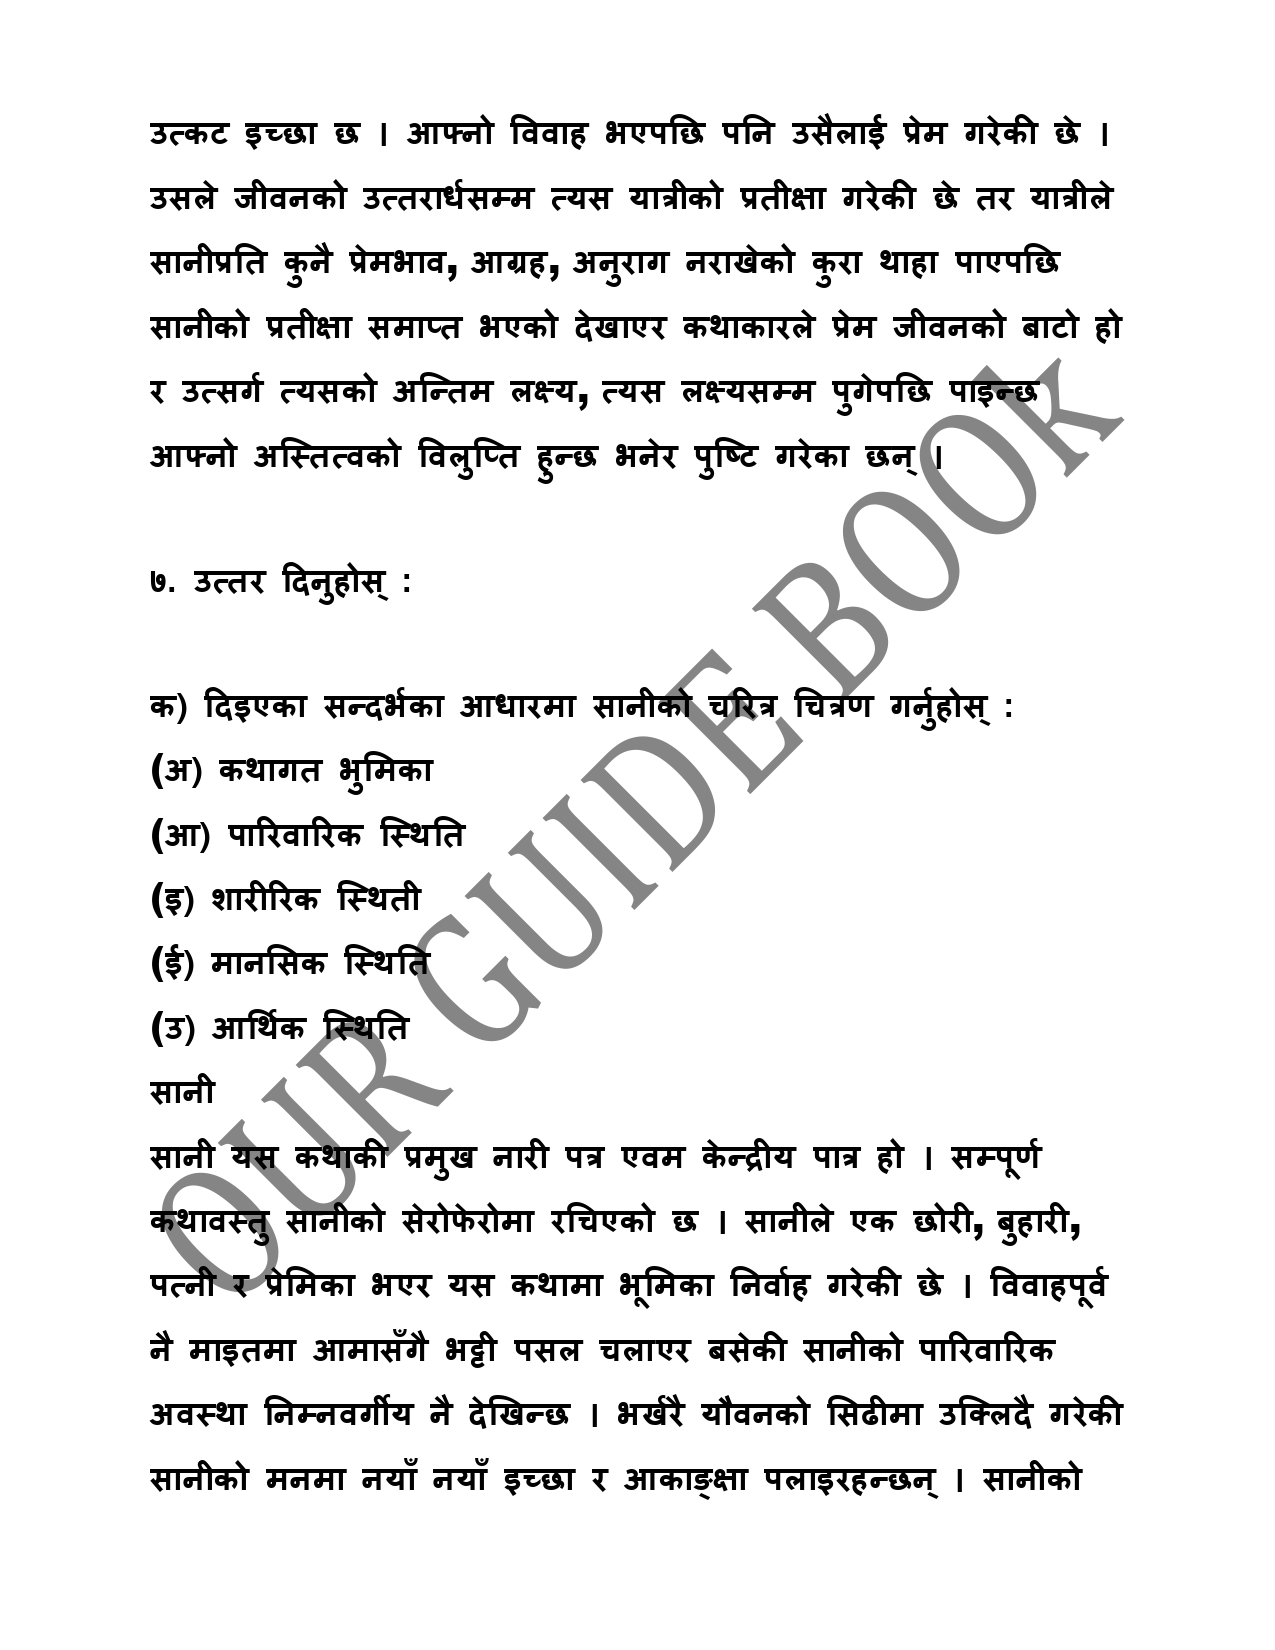 उत्कट इच्छा छ । आफ्नो विवाह भएपछि पनि उसैलाई प्रेम गरेकी छे ।
उसले जीवनको उत्तरार्धसम्म त्यस यात्रीको प्रतीक्षा गरेकी छे तर यात्रीले
सानीप्रति कुनै प्रेमभाव, आग्रह, अनुराग नराखेको कुरा थाहा पाएपछि
सानीको प्रतीक्षा समाप्त भएको देखाएर कथाकारले प्रेम जीवनको बाटो हो
र उत्सर्ग त्यसको अन्तिम लक्ष्य, त्यस लक्ष्यसम्म पुगेपछि पाइन्छ
आफ्नो अस्तित्वको विलुप्ति हुन्छ भनेर पुष्टि गरेका छन् ।
७. उत्तर दिनुहोस् :
क) दिइएका सन्दर्भका आधारमा सानीको चरित्र चित्रण गर्नुहोस् :
(अ) कथागत भुमिका
(आ) पारिवारिक स्थिति
(इ) शारीरिक स्थिती
(ई) मानसिक स्थिति
(उ) आर्थिक स्थिति
सानी
सानी यस कथाकी प्रमुख नारी पत्र एवम केन्द्रीय पात्र हो । सम्पूर्ण
कथावस्तु सानीको सेरोफेरोमा रचिएको छ । सानीले एक छोरी, बुहारी,
पत्नी र प्रेमिका भएर यस कथामा भूमिका निर्वाह गरेकी छे । विवाहपूर्व
नै माइतमा आमासँगै भट्टी पसल चलाएर बसेकी सानीको पारिवारिक
अवस्था निम्नवर्गीय नै देखिन्छ । भर्खरै यौवनको सिढीमा उक्लिदै गरेकी
सानीको मनमा नयाँ नयाँ इच्छा र आकाङ्क्षा पलाइरहन्छन् । सानीको
OUR GUIDE BOOK